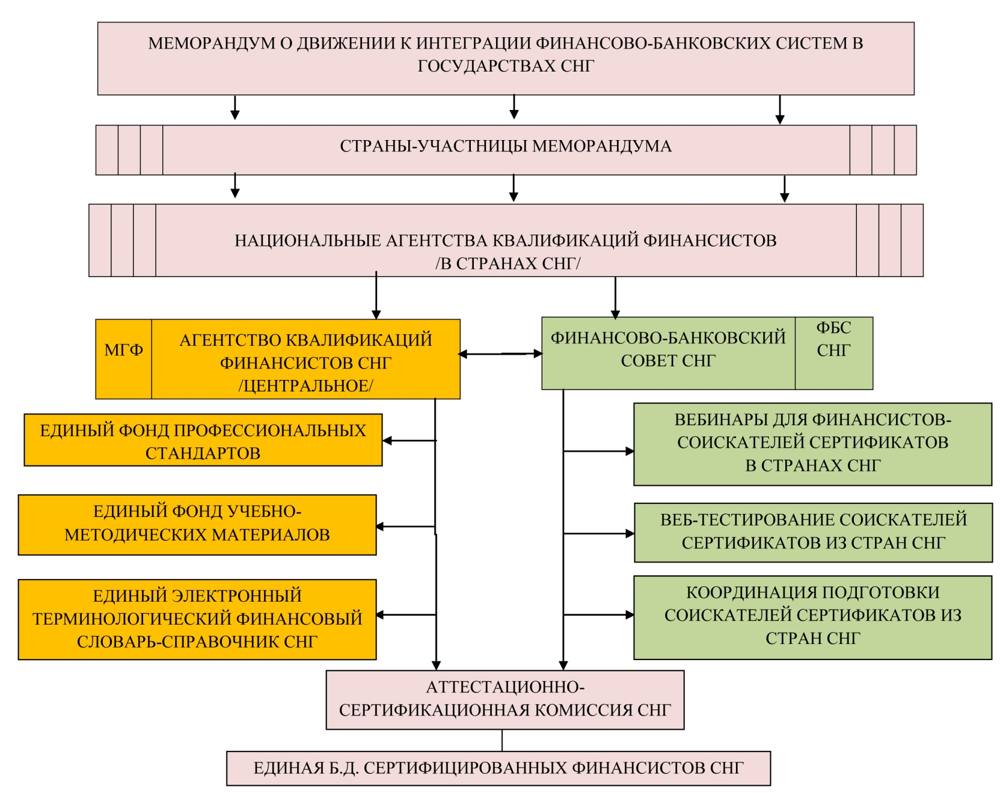 МЕМОРАНДУМ О ДВИЖЕНИИ К ИНТЕГРАЦИИ ФИНАНСОВО-БАНКОВСКИХ СИСТЕМ В
ГОСУДАРСТВАХ СНГ
СТРАНЫ-УЧАСТНИЦЫ МЕМОРАНДУМА
НАЦИОНАЛЬНЫЕ АГЕНТСТВА КВАЛИФИКАЦИЙ ФИНАНСИСТОВ
/В СТРАНАХ СНГ/
МГФ
АГЕНТСТВО КВАЛИФИКАЦИЙ
ФИНАНСИСТОВ СНГ
/ЦЕНТРАЛЬНОЕ/
ФИНАНСОВО-БАНКОВСКИЙ
СОВЕТ СНГ
ФБС
СНГ
ЕДИНЫЙ ФОНД ПРОФЕССИОНАЛЬНЫХ
СТАНДАРТОВ
ЕДИНЫЙ ФОНД УЧЕБНО-
МЕТОДИЧЕСКИХ МАТЕРИАЛОВ
ЕДИНЫЙ ЭЛЕКТРОННЫЙ
ТЕРМИНОЛОГИЧЕСКИЙ ФИНАНСОВЫЙ
СЛОВАРЬ-СПРАВОЧНИК СНГ
ВЕБИНАРЫ ДЛЯ ФИНАНСИСТОВ-
СОИСКАТЕЛЕЙ СЕРТИФИКАТОВ
В СТРАНАХ СНГ
ВЕБ-ТЕСТИРОВАНИЕ СОИСКАТЕЛЕЙ
СЕРТИФИКАТОВ ИЗ СТРАН СНГ
КООРДИНАЦИЯ ПОДГОТОВКИ
СОИСКАТЕЛЕЙ СЕРТИФИКАТОВ ИЗ
СТРАН СНГ
АТТЕСТАЦИОННО-
СЕРТИФИКАЦИОННАЯ КОМИССИЯ СНГ
ЕДИНАЯ Б.Д. СЕРТИФИЦИРОВАННЫХ ФИНАНСИСТОВ СНГ